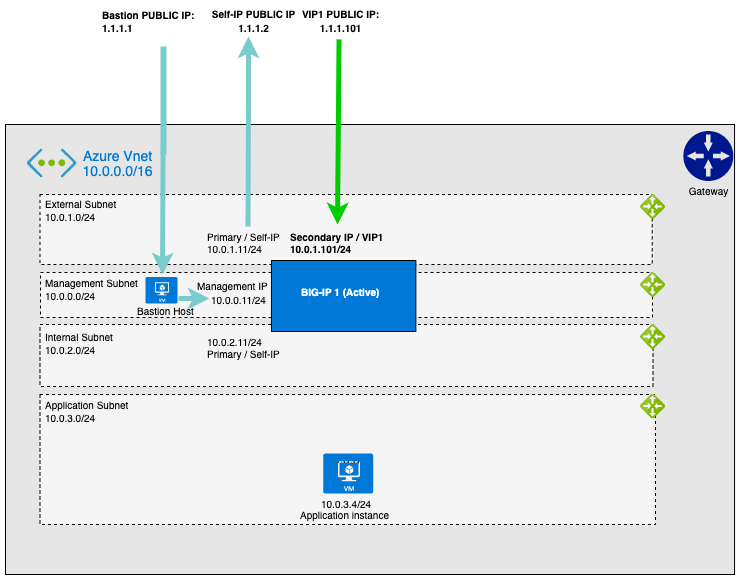 Bastion PUBLIC IP:
1.1.1.1
Self-IP PUBLIC IP
1.1.1.2
VIP1 PUBLIC IP:
1.1.1.101
Azure Vnet
10.0.0.0/16
Gateway
External Subnet
10.0.1.0/24
Primary / Self-IP
10.0.1.11/24
Secondary IP / VIP1
10.0.1.101/24
Management Subnet
10.0.0.0/24
VM
Bastion Host
Management IP
10.0.0.11/24
BIG-IP 1 (Active)
Internal Subnet
10.0.2.0/24
10.0.2.11/24
Primary / Self-IP
Application Subnet
10.0.3.0/24
VM
10.0.3.4/24
Application instance